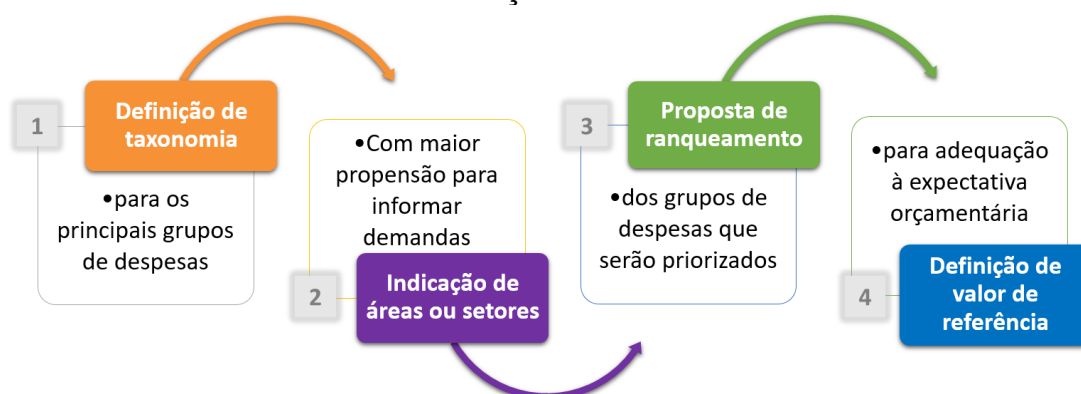 1
Definição de
taxonomia
•para os
principais grupos
de despesas
•Com maior
propensão para
informar
demandas
2
Indicação de
áreas ou setores
3
Proposta de
ranqueamento
•dos grupos de
despesas que
serão priorizados
•para adequação
à expectativa
orçamentária
4
Definição de
valor de
referência